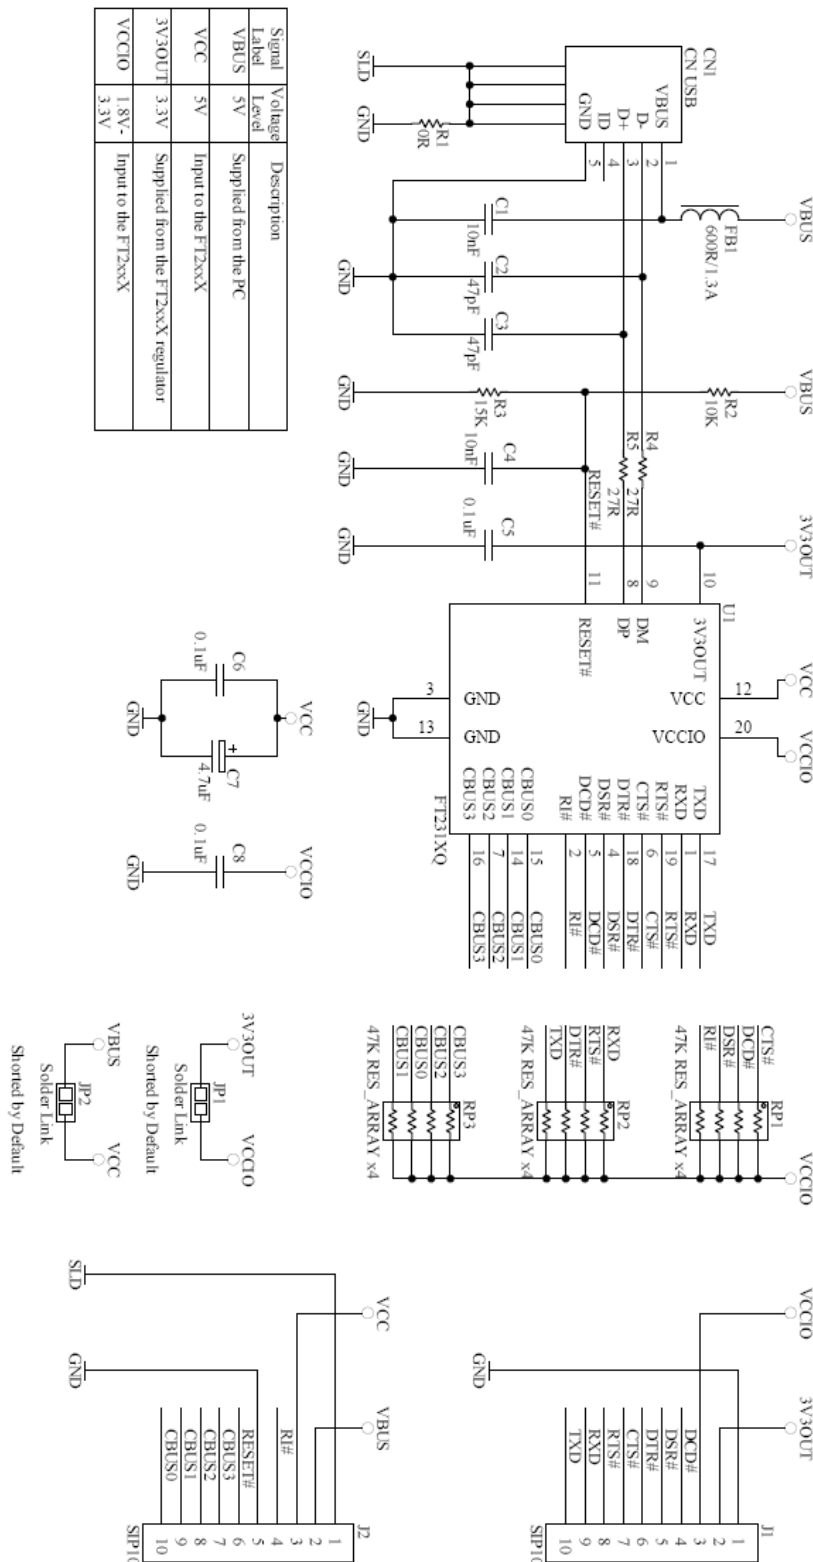 CN1
CN USB
VBUS
D-
D+
ID
GND
1
2
3
4
5
SLD
GND
R1
0R
VBUS
FB1
600R/1.3A
C1
10nF
C2
47pF
C3
47pF
GND
VBUS
R2
10K
R3
15K
GND
R4
R5
27R
27R
C4
10nF
GND
RESET#
3V3OUT
C5
0.1uF
GND
10
9
8
11
U1
3V3OUT
DM
DP
RESET#
VCC
12
VCC
VCCIO
20
VCCIO
3
GND
13
GND
GND
TXD
RXD
RTS#
CTS#
DTR#
DSR#
DCD#
RI#
CBUS0
CBUS1
CBUS2
CBUS3
FT231XQ
17
1
19
6
18
4
5
2
15
14
7
16
TXD
RXD
RTS#
CTS#
DTR#
DSR#
DCD#
RI#
CBUS0
CBUS1
CBUS2
CBUS3
CTS#
DCD#
DSR#
RI#
RP1
47K RES_ARRAY x4
VCCIO
RXD
RTS#
DTR#
TXD
RP2
47K RES_ARRAY x4
CBUS3
CBUS2
CBUS0
CBUS1
RP3
47K RES_ARRAY x4
VCCIO
3V3OUT
GND
DCD#
DSR#
DTR#
CTS#
RTS#
RXD
TXD
J1
1
2
3
4
5
6
7
8
9
10
SIP10
Signal Label
Voltage Level
Description
VBUS
5V
Supplied from the PC
VCC
5V
Input to the FT2xxX
3V3OUT
3.3V
Supplied from the FT2xxX regulator
VCCIO
1.8V-
3.3V
Input to the FT2xxX
VCC
C6
0.1uF
C7
+
4.7uF
GND
VCCIO
C8
0.1uF
GND
3V3OUT
JP1
VCCIO
Solder Link
Shorted by Default
VBUS
JP2
VCC
Solder Link
Shorted by Default
VCC
VBUS
SLD
GND
RI#
RESET#
CBUS3
CBUS2
CBUS1
CBUS0
J2
1
2
3
4
5
6
7
8
9
10
SIP10